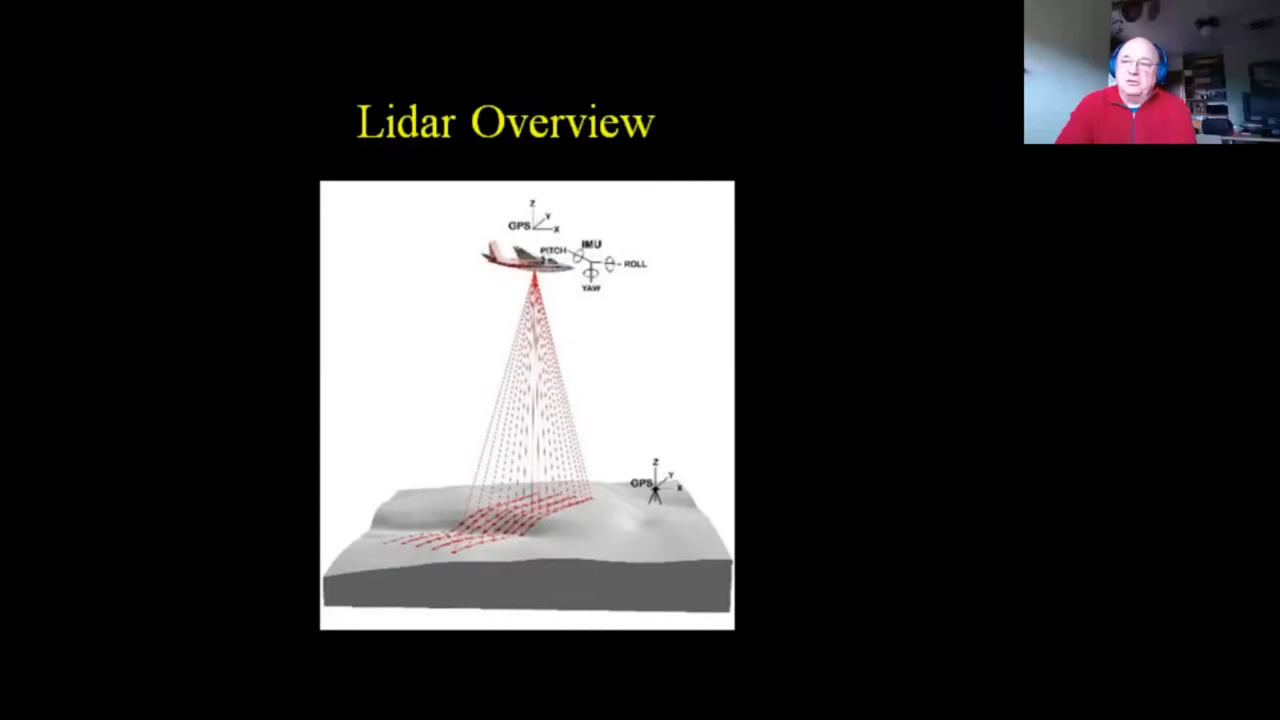 Lidar Overview
Z
Y
GPS
X
IMU
PITCH
ROLL
YAW
Z
Y
GPS
X